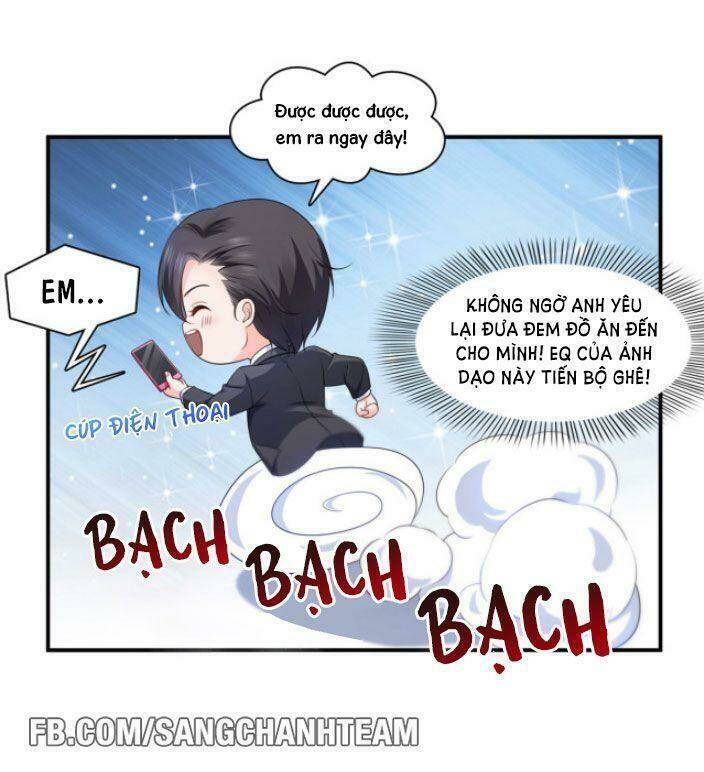 Được được được,
em ra ngay đây!
EM...
KHÔNG NGỜ ANH YÊU
LẠI ĐƯA ĐEM ĐỒ ĂN ĐẾN
CHO MÌNH! EQ CỦA ẢNH
DẠO NÀY TIẾN BỘ GHÊ!
CÚP ĐIỆN THOẠI
BẠCH
BẠCH
BẠCH
FB.COM/SANGCHANHTEAM